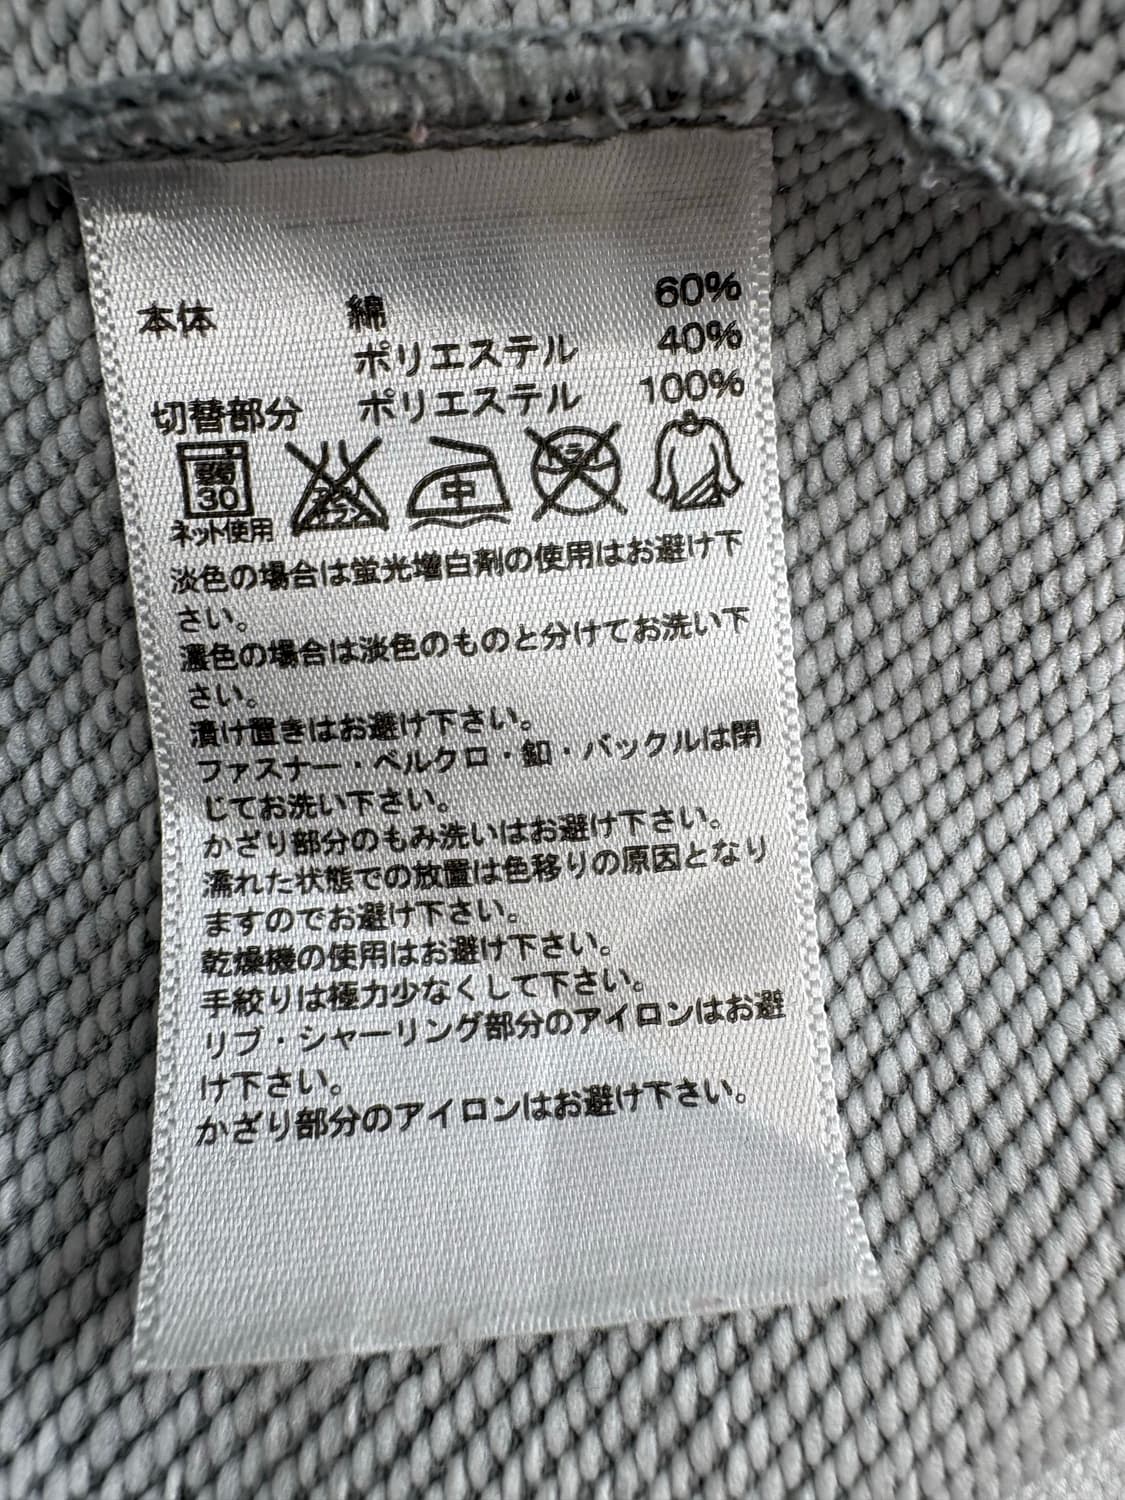 本体 綿 60%
ポリエステル 40%
切替部分 ポリエステル 100%
弱 30 中 ドライ
ネット使用
淡色の場合は蛍光増白剤の使用はお避け下
さい。
濃色の場合は淡色のものと分けてお洗い下
さい。
漬け置きはお避け下さい。
ファスナー・ベルクロ・釦・バックルは閉
じてお洗い下さい。
かざり部分のもみ洗いはお避け下さい。
濡れた状態での放置は色移りの原因となり
ますのでお避け下さい。
乾燥機の使用はお避け下さい。
手絞りは極力少なくして下さい。
リブ・シャーリング部分のアイロンはお避
け下さい。
かざり部分のアイロンはお避け下さい。